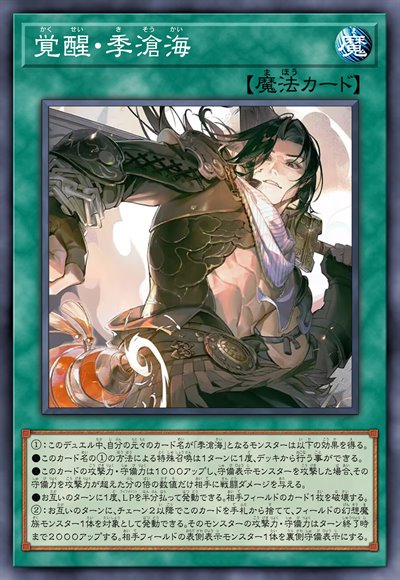 覚醒・季滄海
魔
【魔法カード】
①：このデュエル中、自分の元々のカード名が「季滄海」となるモンスターは以下の効果を得る。
●このカード名の①の方法による特殊召喚は1ターンに1度、デッキから行う事ができる。
●このカードの攻撃力・守備力は1000アップし、守備表示モンスターを攻撃した場合、その
守備力を攻撃力が超えた分の倍の数値だけ相手に戦闘ダメージを与える。
●お互いのターンに1度、LPを半分払って発動できる。相手フィールドのカード1枚を破壊する。
②：お互いのターンに、チェーン2以降でこのカードを手札から捨てて、フィールドの幻想魔
族モンスター1体を対象として発動できる。そのモンスターの攻撃力・守備力はターン終了時
まで2000アップする。相手フィールドの表側表示モンスター1体を裏側守備表示にする。